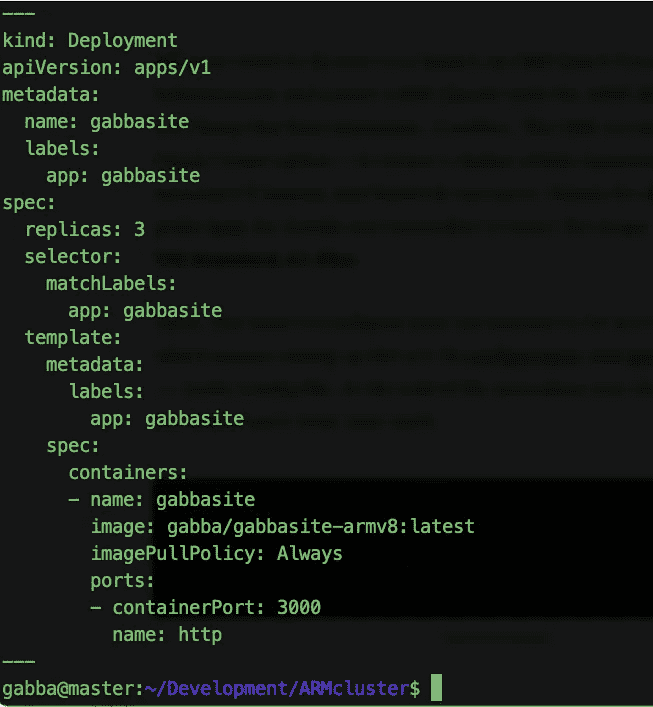 ---
kind: Deployment
apiVersion: apps/v1
metadata:
  name: gabbasite
  labels:
    app: gabbasite
spec:
  replicas: 3
  selector:
    matchLabels:
      app: gabbasite
  template:
    metadata:
      labels:
        app: gabbasite
    spec:
      containers:
      - name: gabbasite
        image: gabba/gabbasite-armv8:latest
        imagePullPolicy: Always
        ports:
        - containerPort: 3000
          name: http
---
gabba@master:~/Development/ARMcluster$